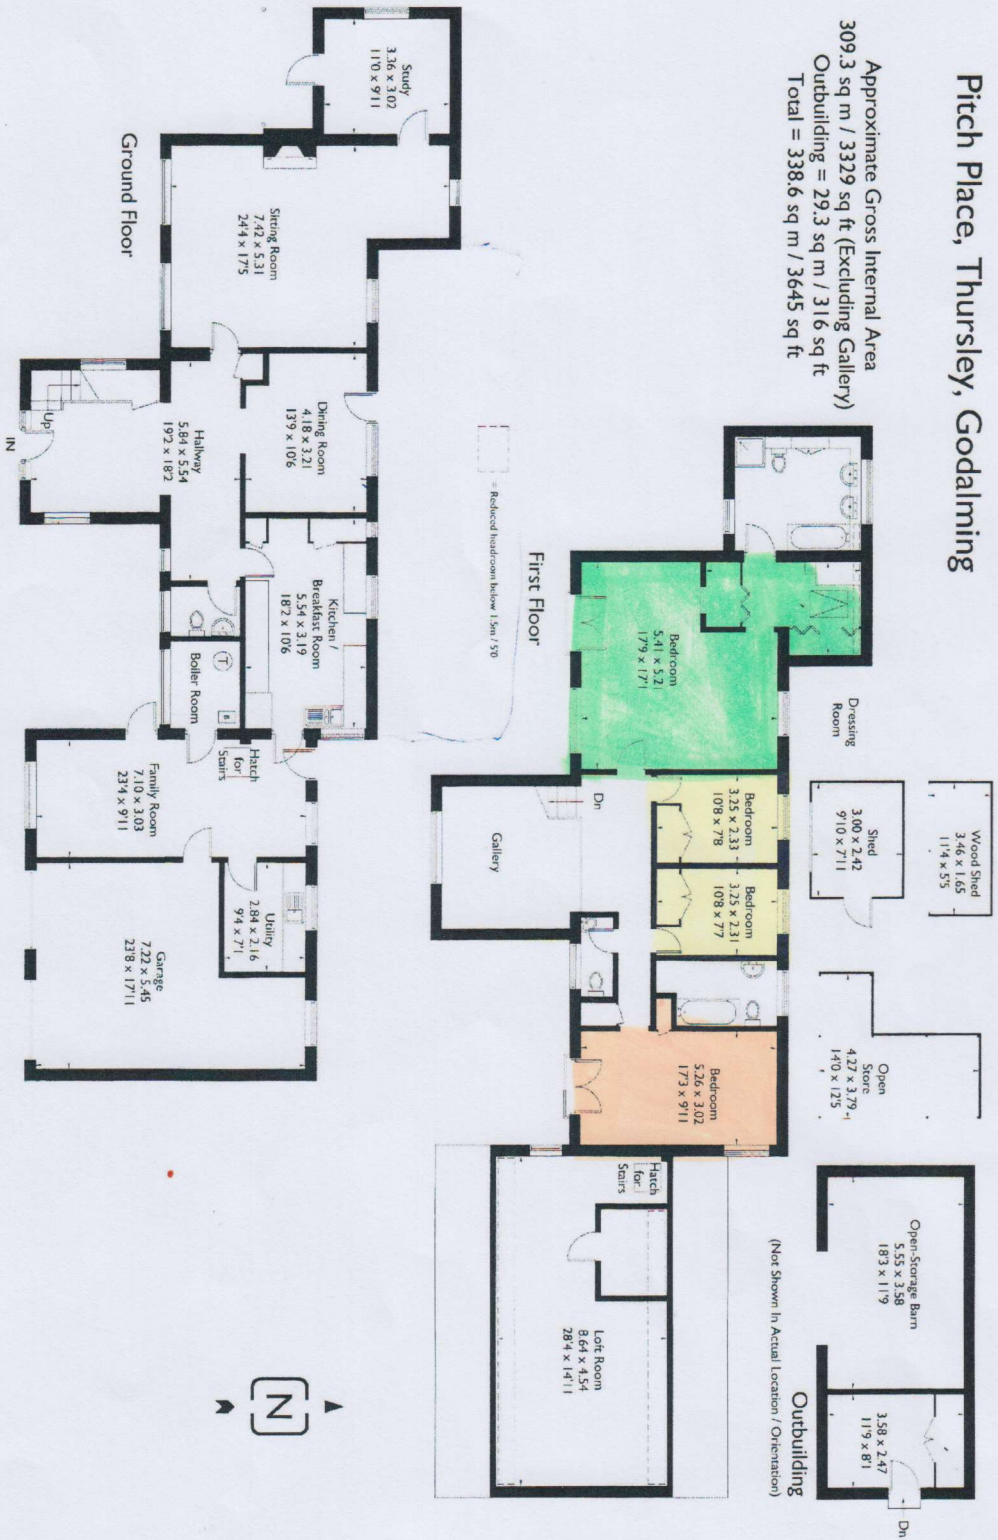 Pitch Place, Thursley, Godalming
Approximate Gross Internal Area
309.3 sq m / 3329 sq ft (Excluding Gallery)
Outbuilding = 29.3 sq m / 316 sq ft
Total = 338.6 sq m / 3645 sq ft
Wood Shed
3.46 x 1.65
11'4 x 5'5
Shed
3.00 x 2.42
9'10 x 7'11
Open
Store
4.27 x 3.79
14'0 x 12'5
Open-Storage Barn
5.55 x 3.58
18'3 x 11'9
3.58 x 2.47
11'9 x 8'1
Dn
Outbuilding
(Not Shown In Actual Location / Orientation)
Dressing
Room
Bedroom
5.41 x 5.21
17'9 x 17'1
Bedroom
3.25 x 2.33
10'8 x 7'8
Bedroom
3.25 x 2.31
10'8 x 7'7
Bedroom
5.26 x 3.02
17'3 x 9'11
Dn
Gallery
Hatch
for
Stairs
Loft Room
8.64 x 4.54
28'4 x 14'11
First Floor
= Reduced headroom below 1.5m / 5'0
Study
3.36 x 3.02
11'0 x 9'11
Sitting Room
7.42 x 5.31
24'4 x 17'5
Dining Room
4.18 x 3.21
13'9 x 10'6
Kitchen /
Breakfast Room
5.54 x 3.19
18'2 x 10'6
Hallway
5.84 x 5.54
19'2 x 18'2
Up
IN
T
B
Boiler Room
Hatch
for
Stairs
Family Room
7.10 x 3.03
23'4 x 9'11
Utility
2.84 x 2.16
9'4 x 7'1
Garage
7.22 x 5.45
23'8 x 17'11
Ground Floor
N